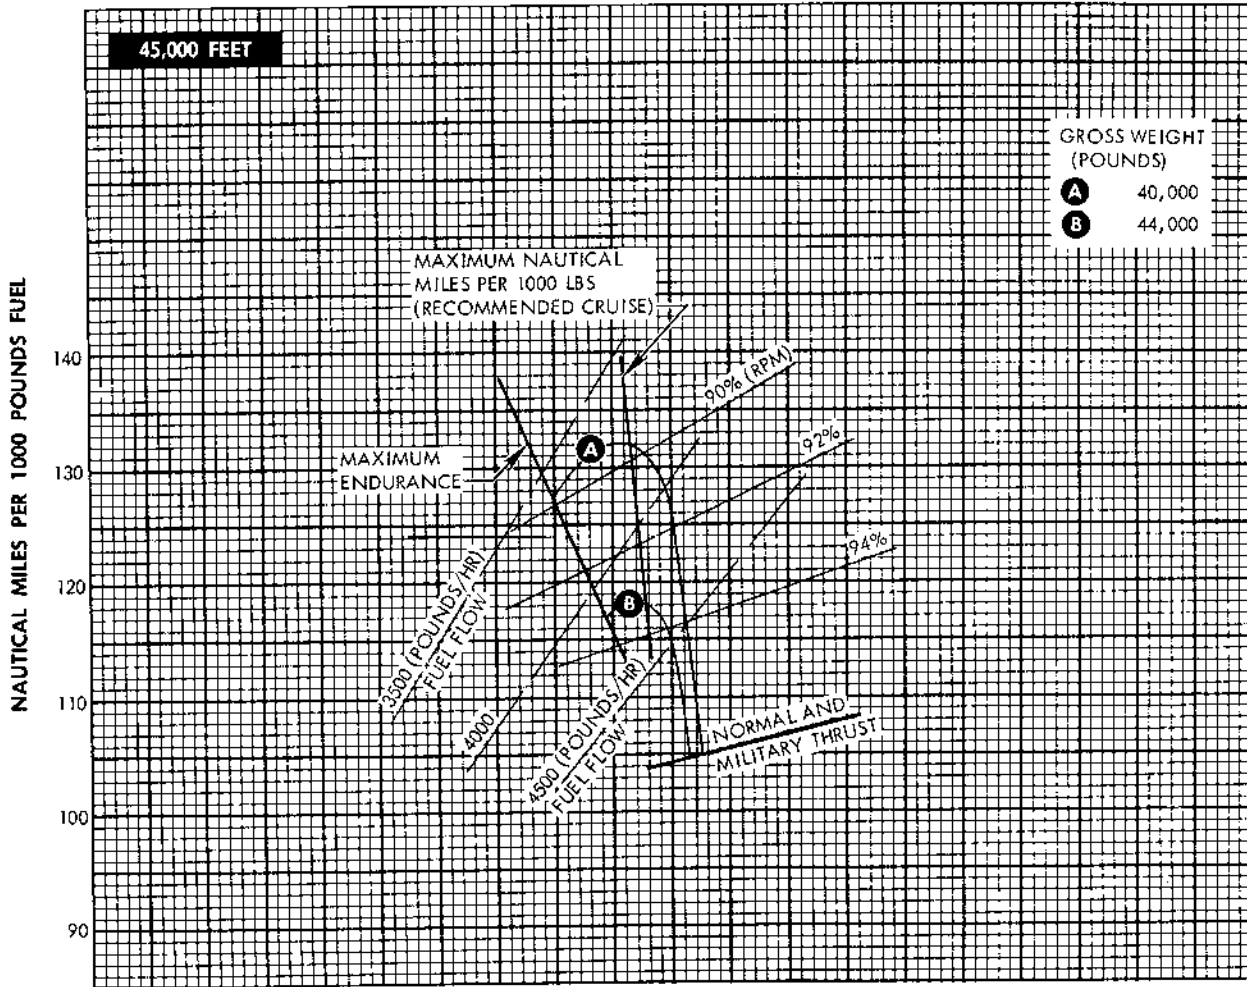 45,000 FEET
GROSS WEIGHT
(POUNDS)
A 40,000
B 44,000
MAXIMUM NAUTICAL
MILES PER 1000 LBS
(RECOMMENDED CRUISE)
NAUTICAL MILES PER 1000 POUNDS FUEL
140
130
120
110
100
90
90% (RPM)
92%
94%
A
MAXIMUM
ENDURANCE
B
3500 (POUNDS/HR)
FUEL FLOW
4000
4500 (POUNDS/HR)
FUEL FLOW
NORMAL AND
MILITARY THRUST